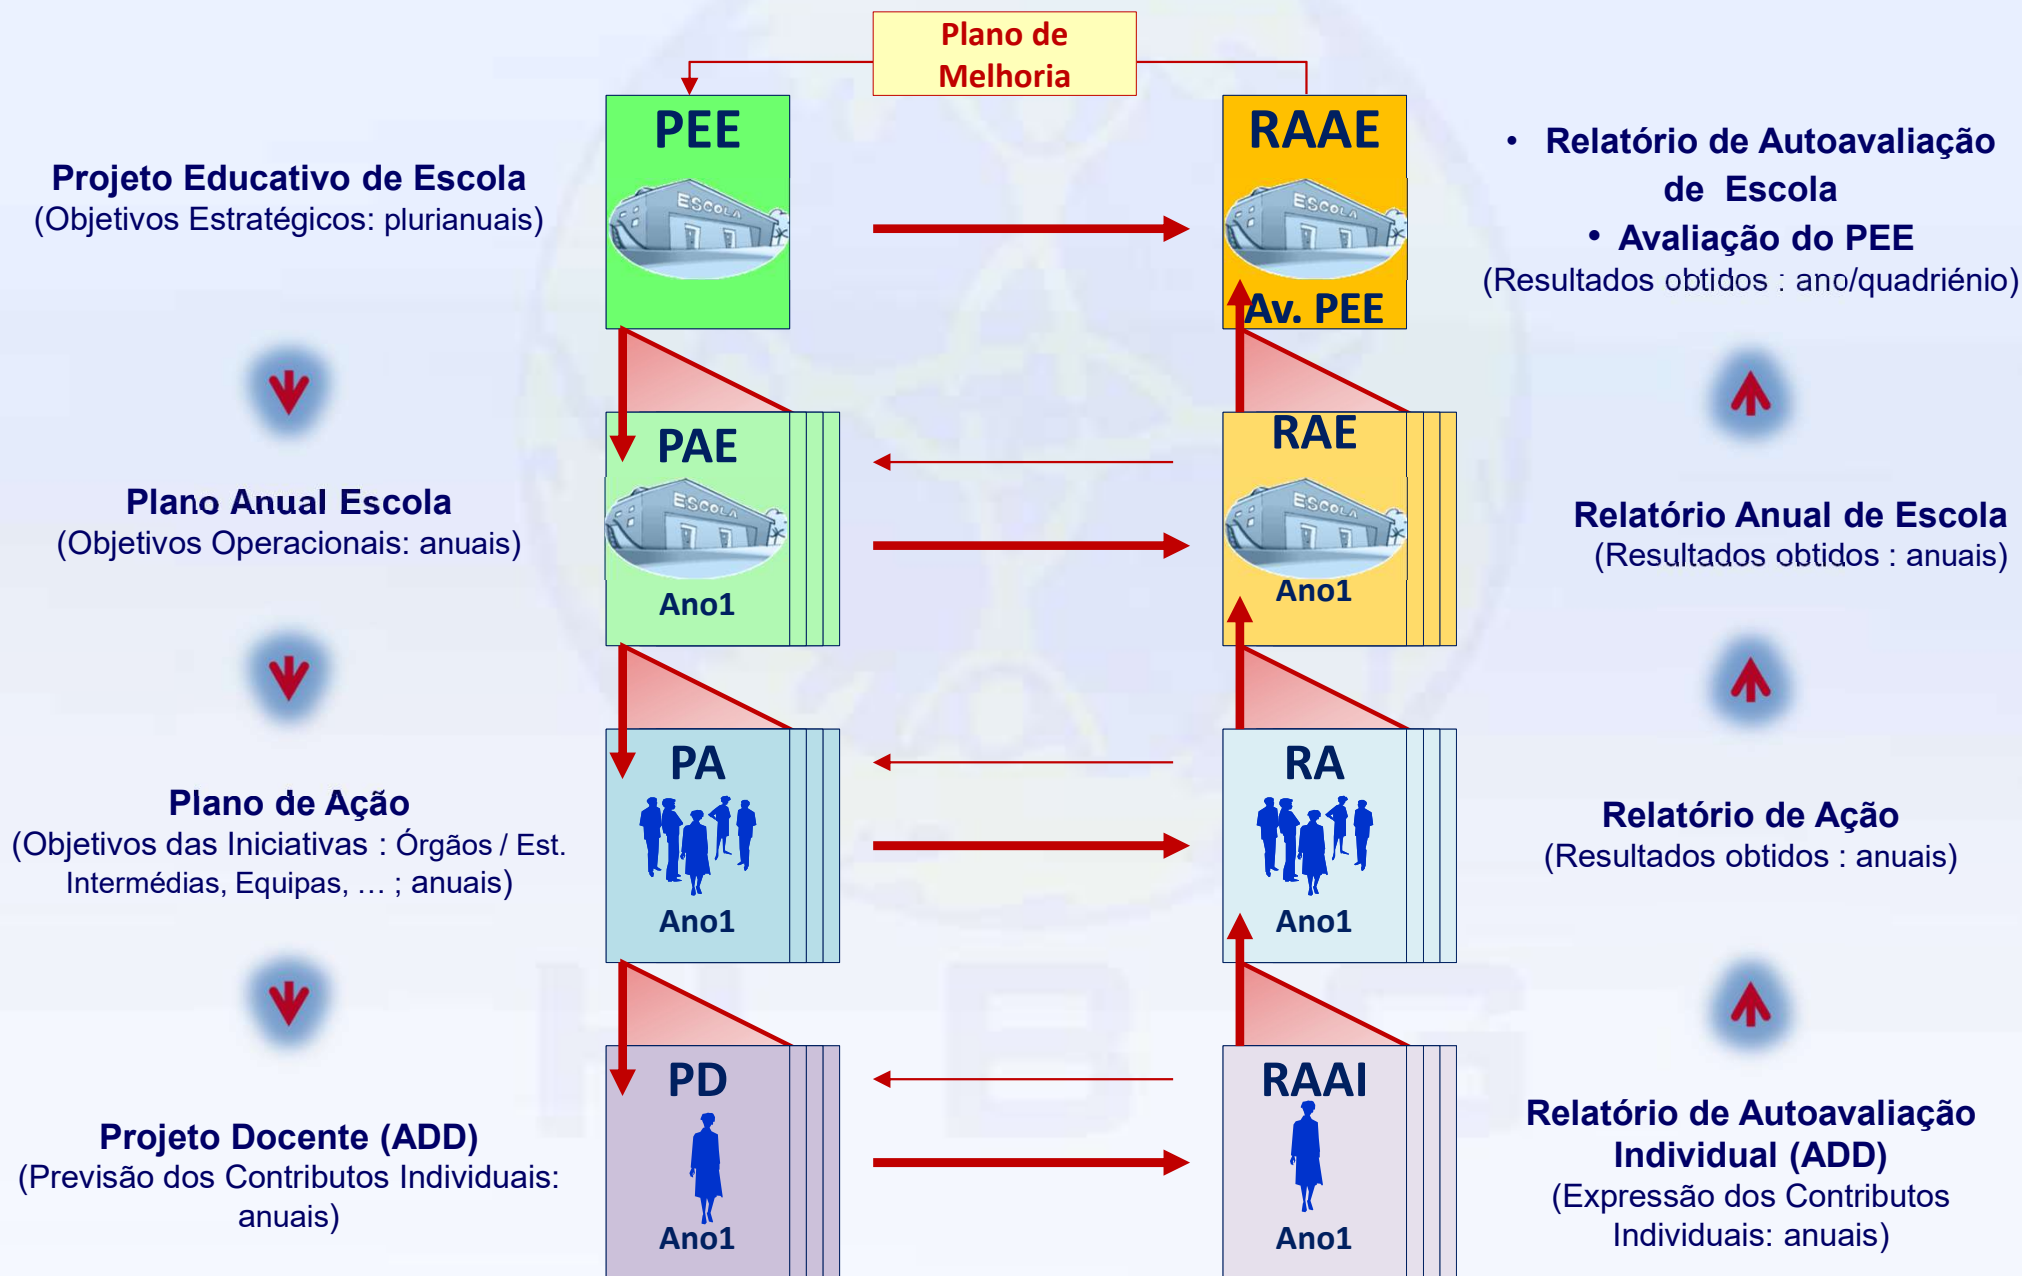 Plano de
Melhoria
PEE
ESCOLA
Projeto Educativo de Escola
(Objetivos Estratégicos: plurianuais)
RAAE
ESCOLA
Av. PEE
• Relatório de Autoavaliação
de Escola
• Avaliação do PEE
(Resultados obtidos : ano/quadriénio)
Plano Anual Escola
(Objetivos Operacionais: anuais)
PAE
ESCOLA
Ano1
RAE
ESCOLA
Ano1
Relatório Anual de Escola
(Resultados obtidos : anuais)
Plano de Ação
(Objetivos das Iniciativas : Órgãos / Est.
Intermédias, Equipas, … ; anuais)
PA
Ano1
RA
Ano1
Relatório de Ação
(Resultados obtidos : anuais)
Projeto Docente (ADD)
(Previsão dos Contributos Individuais:
anuais)
PD
Ano1
RAAI
Ano1
Relatório de Autoavaliação
Individual (ADD)
(Expressão dos Contributos
Individuais: anuais)
H B G